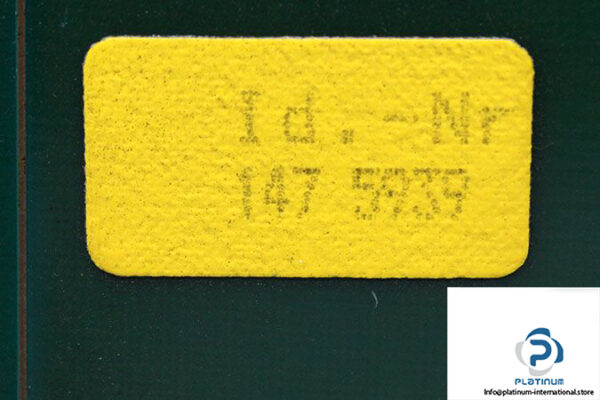 Id.-Nr
147 5939
PLATINUM
Info@platinum-international.store